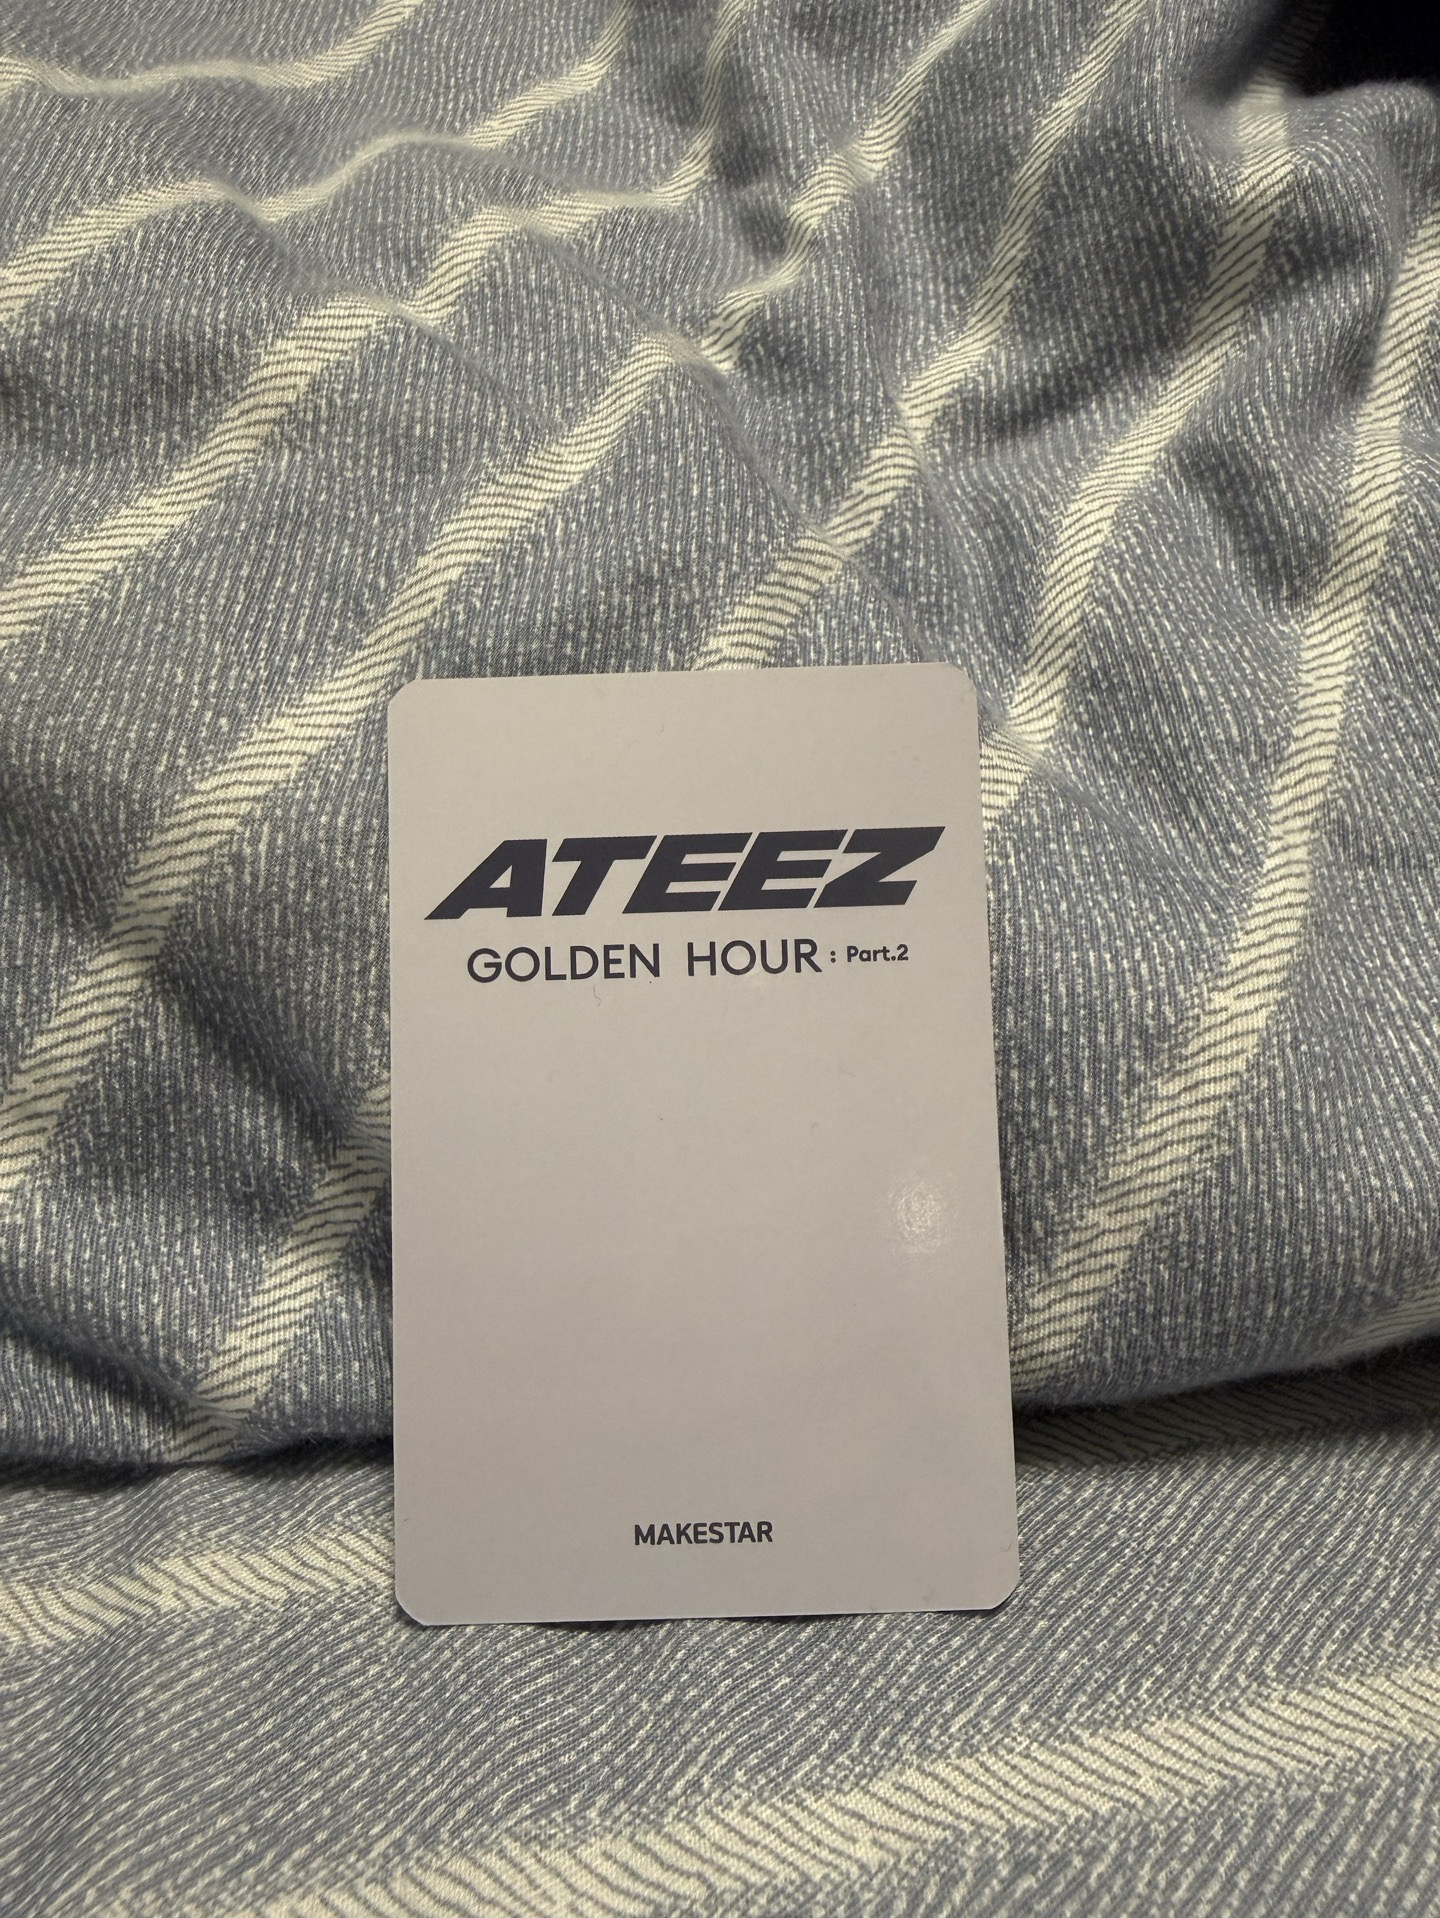 ATEEZ
GOLDEN HOUR : Part.2
MAKESTAR